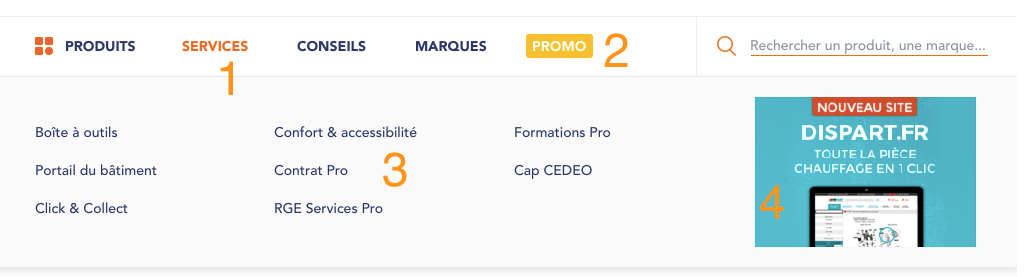 PRODUITS SERVICES CONSEILS MARQUES PROMO 2 Rechercher un produit, une marque...
1
Boîte à outils Confort & accessibilité Formations Pro
Portail du bâtiment Contrat Pro 3 Cap CEDEO
Click & Collect RGE Services Pro
NOUVEAU SITE
DISPART.FR
TOUTE LA PIÈCE
CHAUFFAGE EN 1 CLIC
4